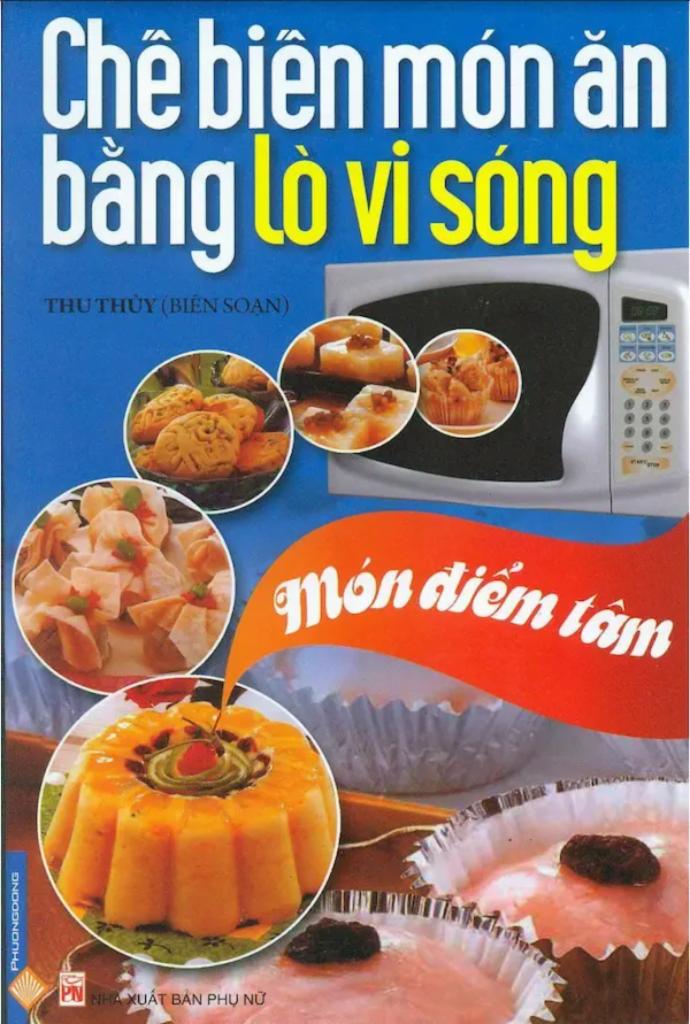 Chế biến món ăn
bằng lò vi sóng
THU THỦY (BIÊN SOẠN)
Món điểm tâm
PHUONGDONG
PN
NHÀ XUẤT BẢN PHỤ NỮ